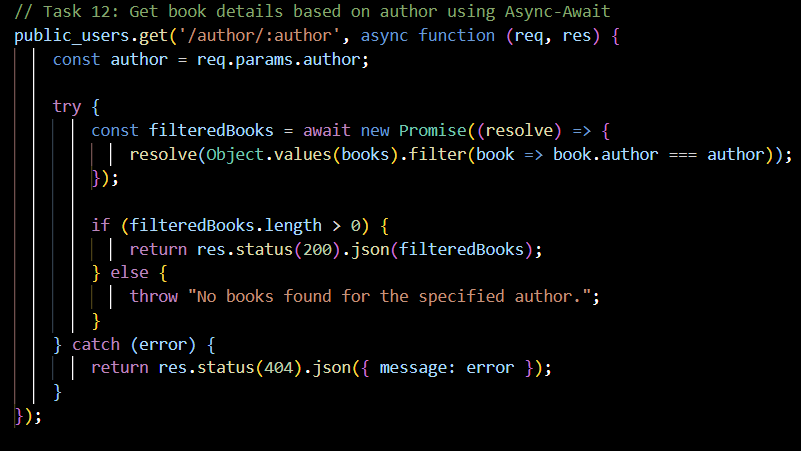 // Task 12: Get book details based on author using Async-Await
public_users.get('/author/:author', async function (req, res) {
    const author = req.params.author;

    try {
        const filteredBooks = await new Promise((resolve) => {
            resolve(Object.values(books).filter(book => book.author === author));
        });

        if (filteredBooks.length > 0) {
            return res.status(200).json(filteredBooks);
        } else {
            throw "No books found for the specified author.";
        }
    } catch (error) {
        return res.status(404).json({ message: error });
    }
});